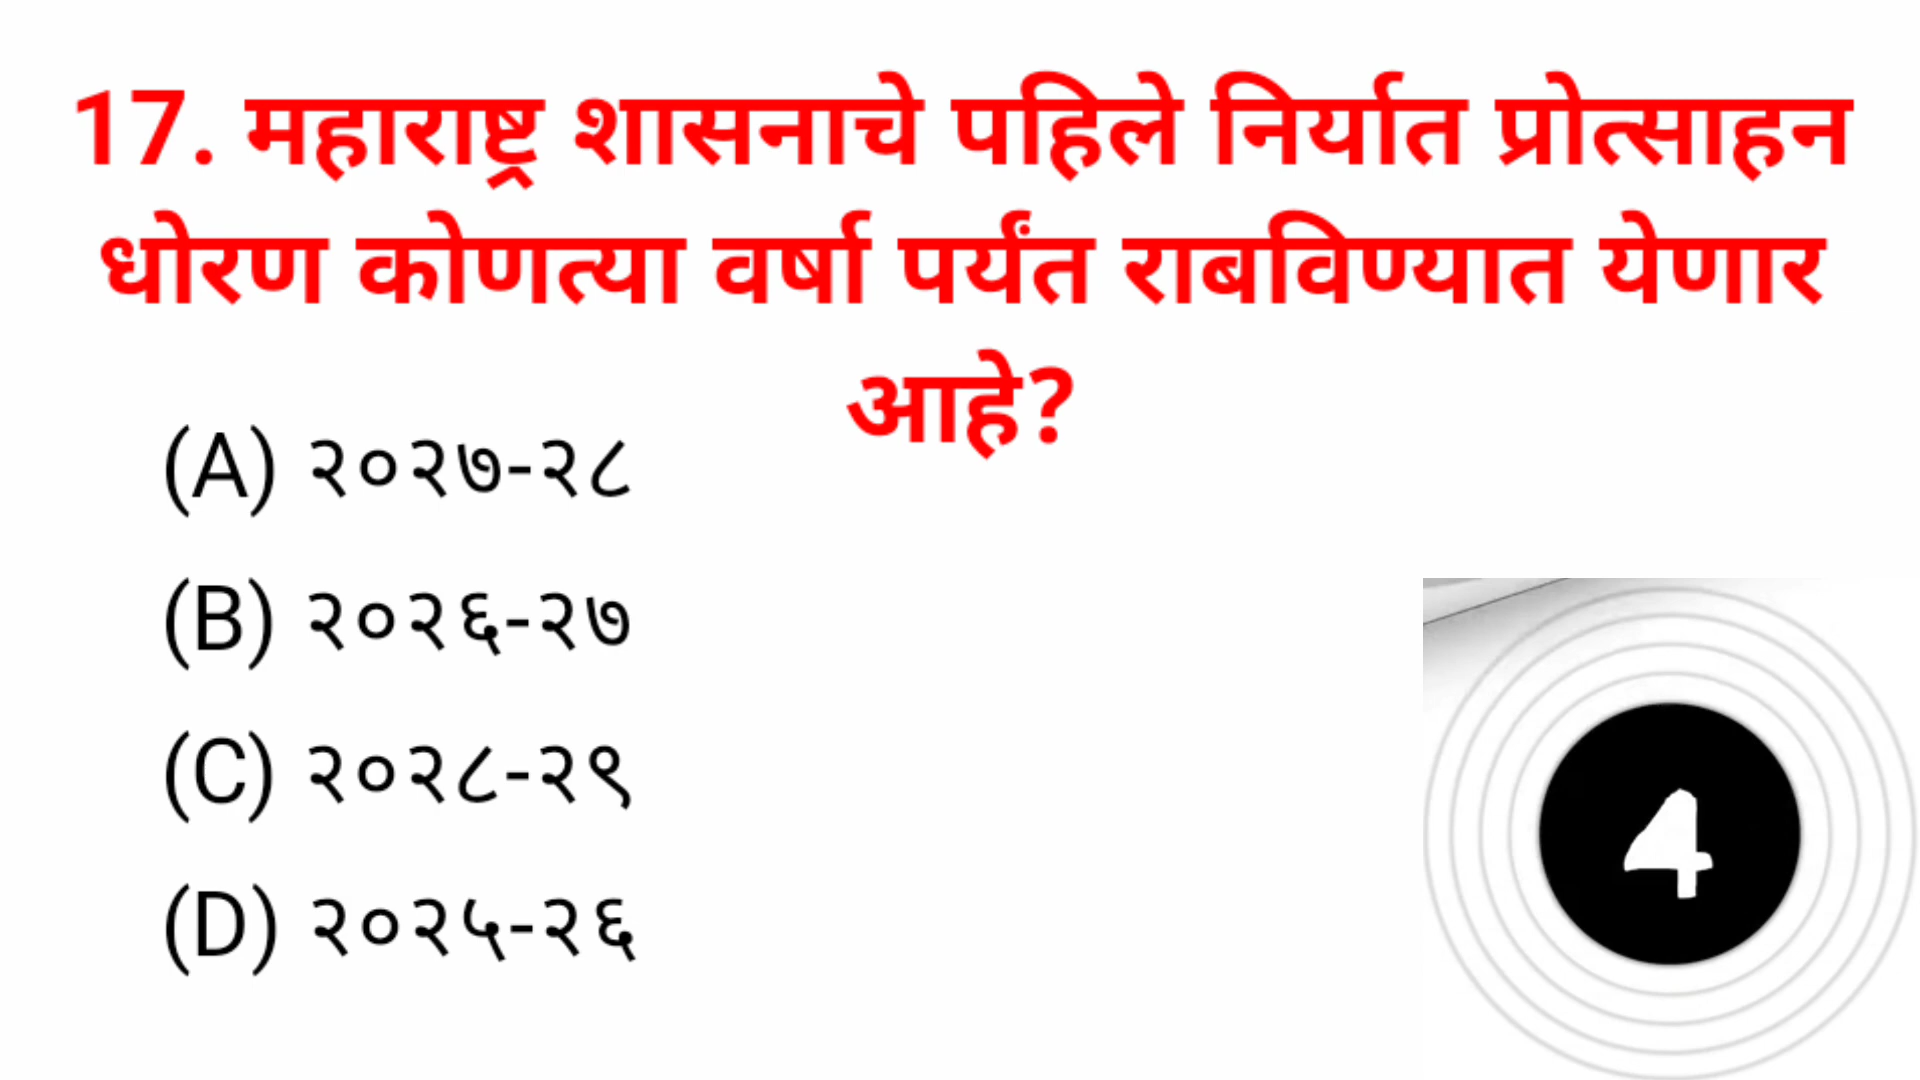 17. महाराष्ट्र शासनाचे पहिले निर्यात प्रोत्साहन
धोरण कोणत्या वर्षा पर्यंत राबविण्यात येणार
आहे?
(A) २०२७-२८
(B) २०२६-२७
(C) २०२८-२९
(D) २०२५-२६
4